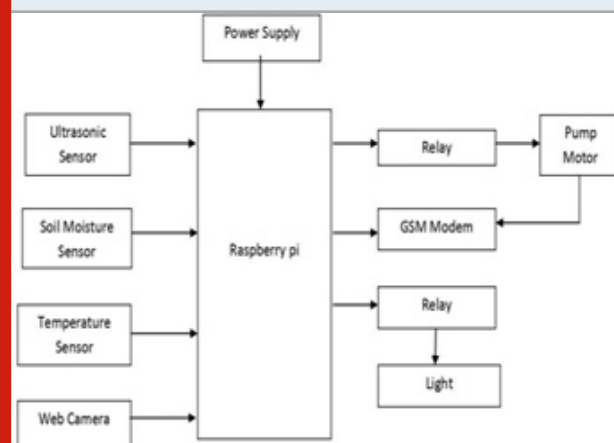 Power Supply
Ultrasonic
Sensor
Soil Moisture
Sensor
Temperature
Sensor
Web Camera
Raspberry pi
Relay
Pump
Motor
GSM Modem
Relay
Light